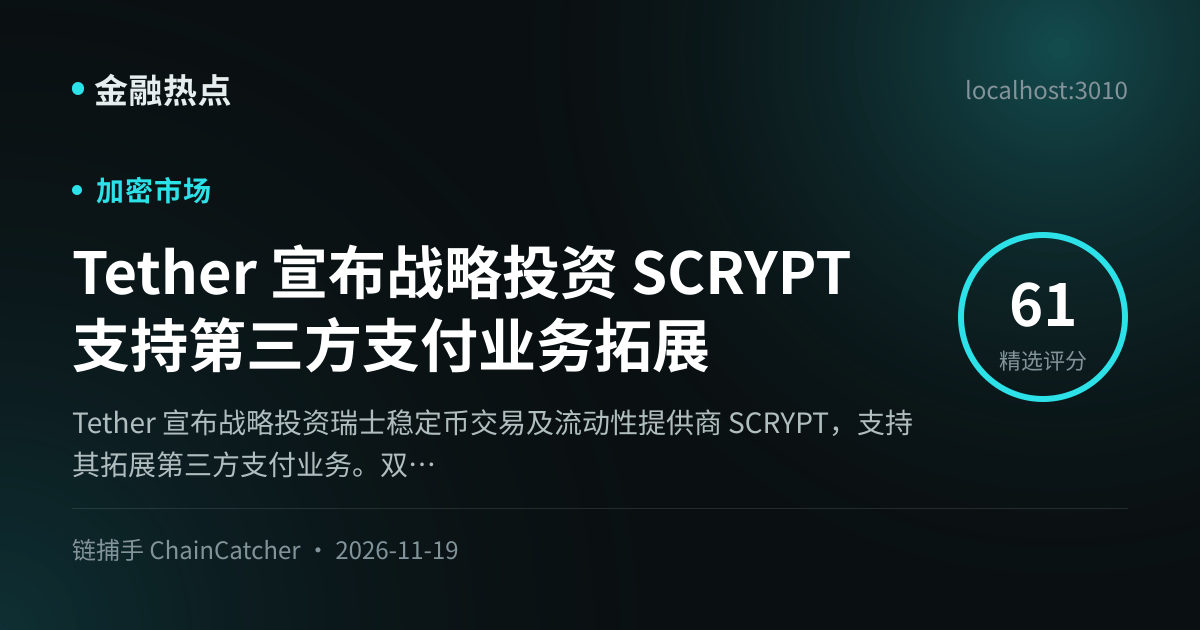 金融热点
localhost:3010
加密市场
Tether 宣布战略投资 SCRYPT
支持第三方支付业务拓展
61
精选评分
Tether 宣布战略投资瑞士稳定币交易及流动性提供商 SCRYPT，支持
其拓展第三方支付业务。双…
链捕手 ChainCatcher · 2026-11-19